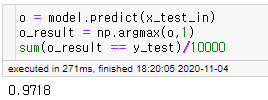 o = model.predict(x_test_in)
o_result = np.argmax(o,1)
sum(o_result == y_test)/10000
executed in 271ms, finished 18:20:05 2020-11-04
0.9718